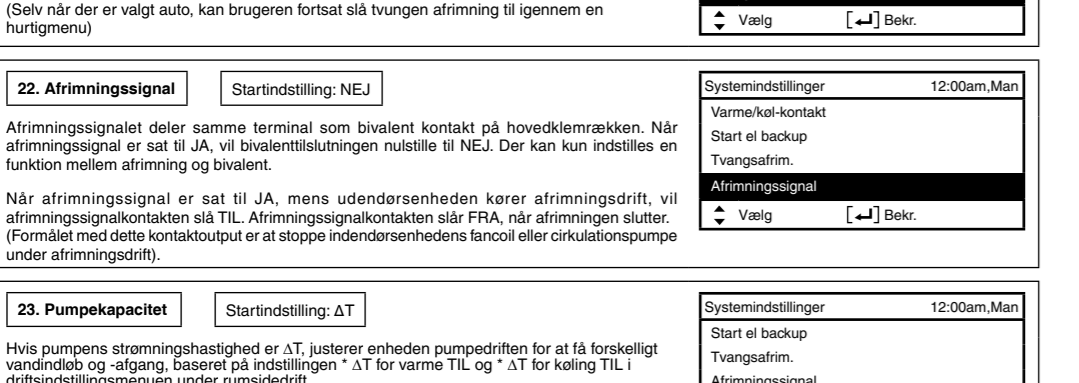 (Selv når der er valgt auto, kan brugeren fortsat slå tvungen afrimning til igennem en
hurtigmenu)
Vælg [↵] Bekr.
22. Afrimningssignal
Startindstilling: NEJ
Afrimningssignalet deler samme terminal som bivalent kontakt på hovedklemrækken. Når
afrimningssignal er sat til JA, vil bivalenttilslutningen nulstille til NEJ. Der kan kun indstilles en
funktion mellem afrimning og bivalent.
Når afrimningssignal er sat til JA, mens udendørsenheden kører afrimningsdrift, vil
afrimningssignalkontakten slå TIL. Afrimningssignalkontakten slår FRA, når afrimningen slutter.
(Formålet med dette kontaktoutput er at stoppe indendørsenhedens fancoil eller cirkulationspumpe
under afrimningsdrift).
Systemindstillinger 12:00am,Man
Varme/køl-kontakt
Start el backup
Tvangsafrim.
Afrimningssignal
Vælg [↵] Bekr.
23. Pumpekapacitet
Startindstilling: ΔT
Hvis pumpens strømningshastighed er ΔT, justerer enheden pumpedriften for at få forskelligt
vandindløb og -afgang, baseret på indstillingen * ΔT for varme TIL og * ΔT for køling TIL i
driftsindstillingsmenuen under rumsidedrift.
Systemindstillinger 12:00am,Man
Start el backup
Tvangsafrim.
Afrimningssignal